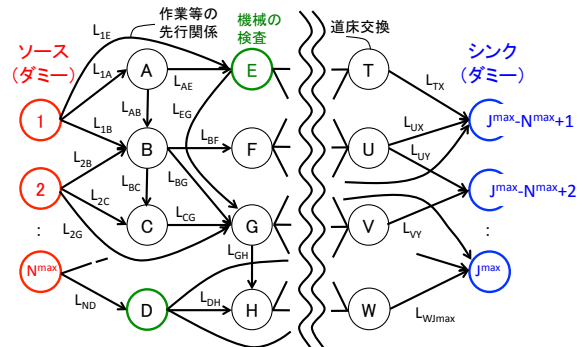 作業等の
先行関係
機械の
検査
道床交換
ソース
(ダミー)
シンク
(ダミー)
L1E
L1A
L1B
LAE
LAB
LEG
LBF
LBG
L2B
L2C
L2G
LBC
LCG
LGH
LND
LDH
LTX
LUX
LUY
LVY
LWJmax
1
2
:
Nmax
A
B
C
D
E
F
G
H
T
U
V
W
Jmax-Nmax+1
Jmax-Nmax+2
:
Jmax